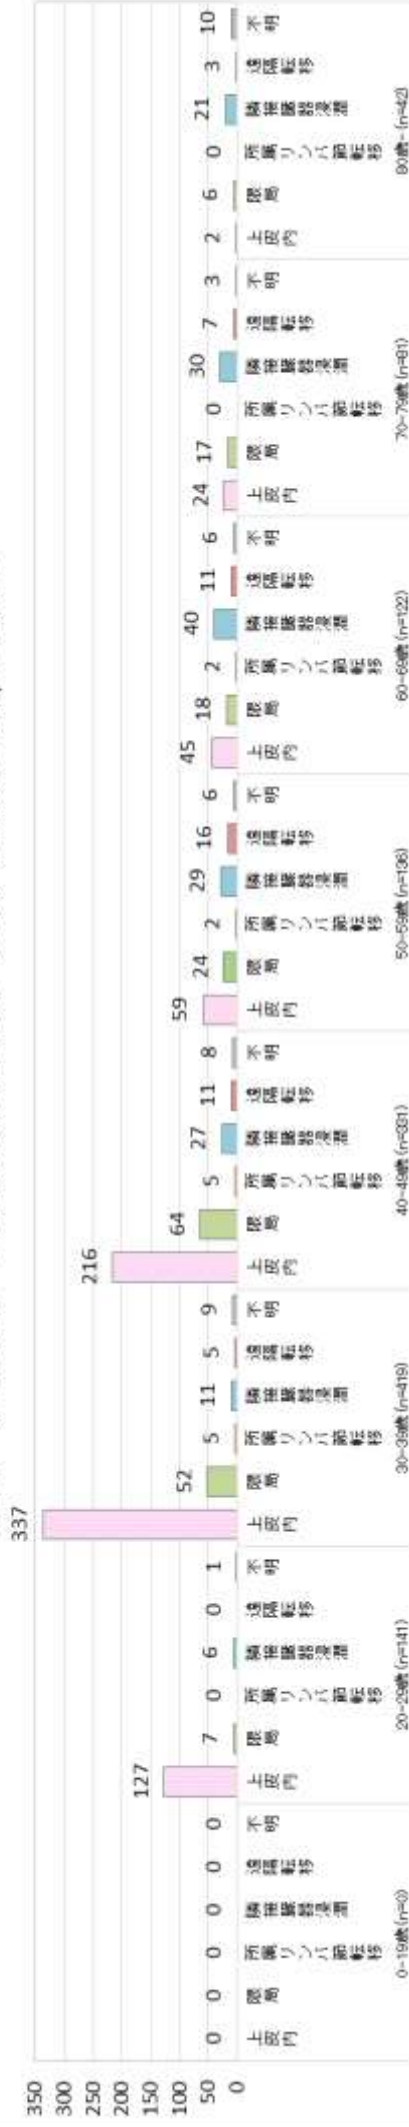 350
300
250
200
150
100
50
0
0 0 0 0 0 0
上皮内 限局 所属リンパ節転移 隣接臓器浸潤 遠隔転移 不明
0-19歳(n=0)
127 7 0 6 0 1
上皮内 限局 所属リンパ節転移 隣接臓器浸潤 遠隔転移 不明
20-29歳(n=141)
337 52 5 11 5 9
上皮内 限局 所属リンパ節転移 隣接臓器浸潤 遠隔転移 不明
30-39歳(n=419)
216 64 5 27 11 8
上皮内 限局 所属リンパ節転移 隣接臓器浸潤 遠隔転移 不明
40-49歳(n=331)
59 24 2 29 16 6
上皮内 限局 所属リンパ節転移 隣接臓器浸潤 遠隔転移 不明
50-59歳(n=136)
45 18 2 40 11 6
上皮内 限局 所属リンパ節転移 隣接臓器浸潤 遠隔転移 不明
60-69歳(n=122)
24 17 0 30 7 3
上皮内 限局 所属リンパ節転移 隣接臓器浸潤 遠隔転移 不明
70-79歳(n=81)
2 6 0 21 3 10
上皮内 限局 所属リンパ節転移 隣接臓器浸潤 遠隔転移 不明
80歳-(n=42)